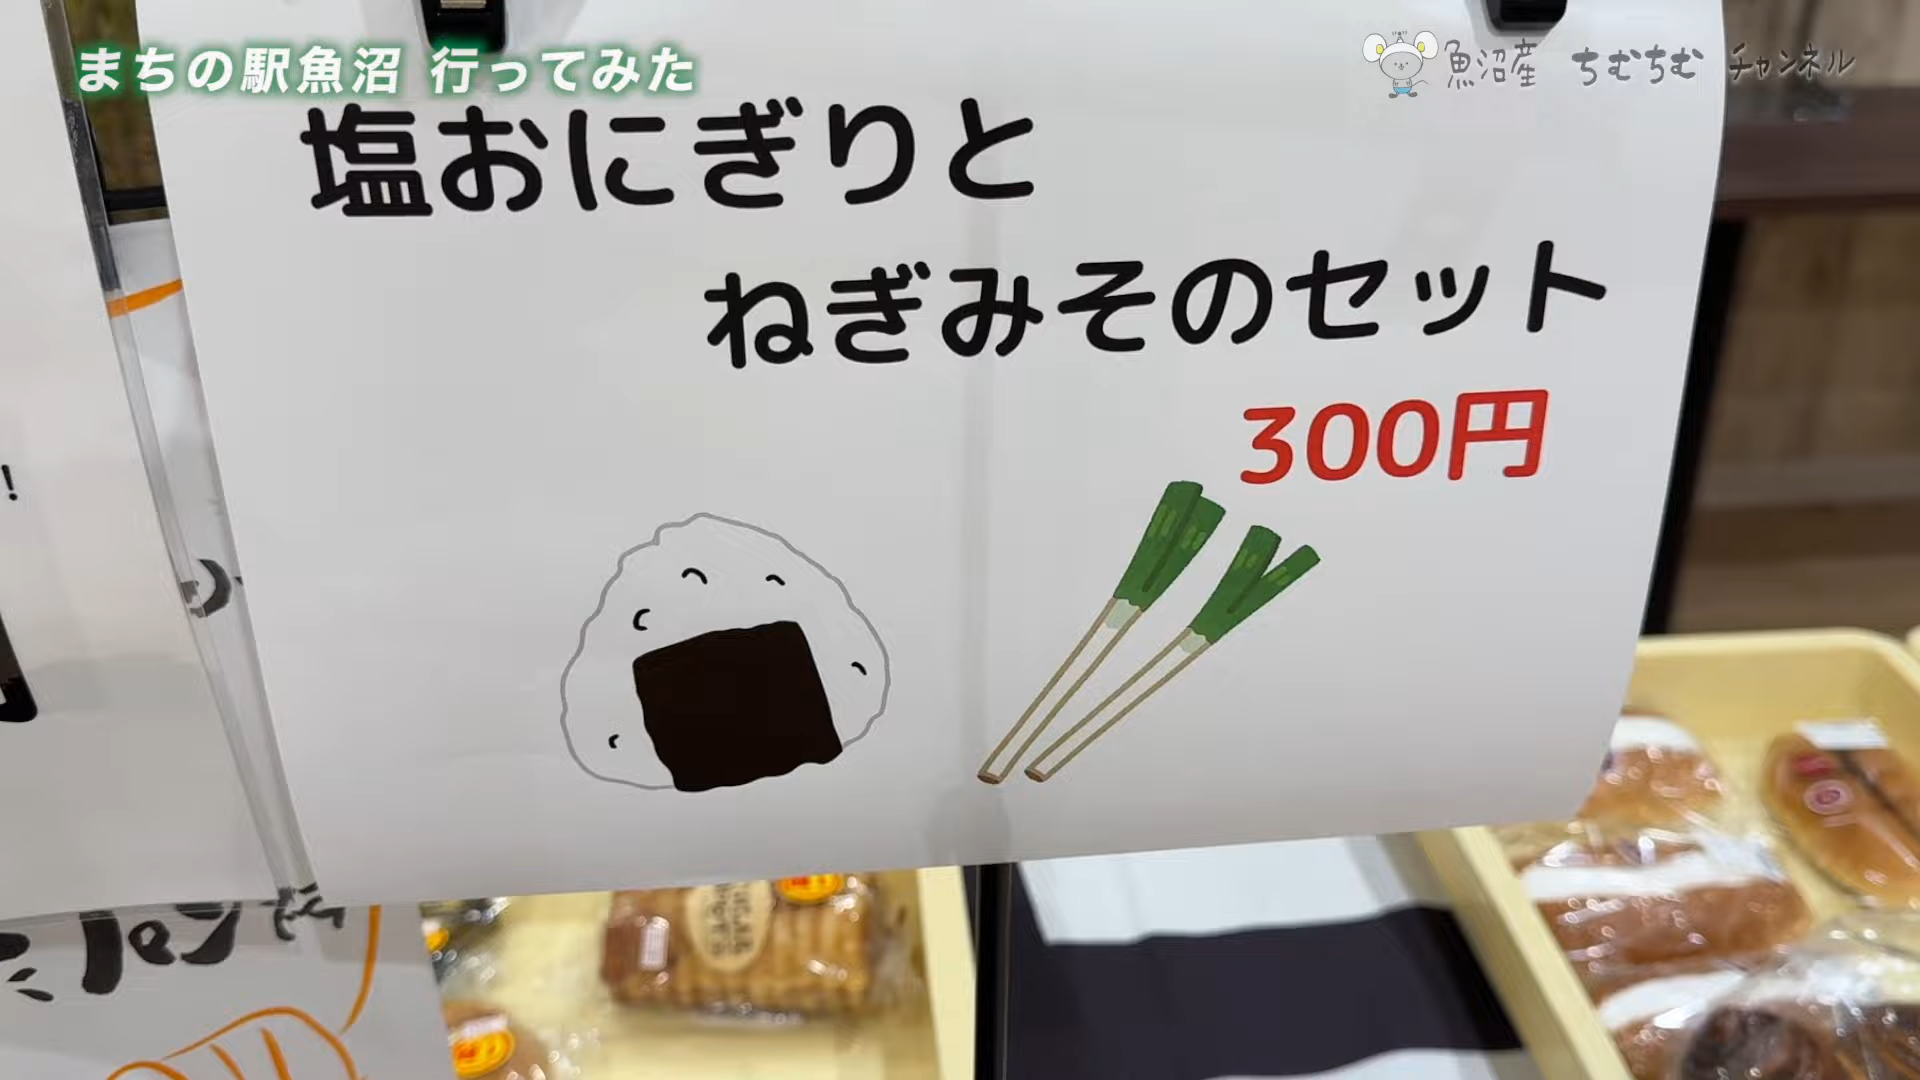 まちの駅魚沼 行ってみた
魚沼産 ちむちむ チャンネル
塩おにぎりと
ねぎみそのセット
300円
!